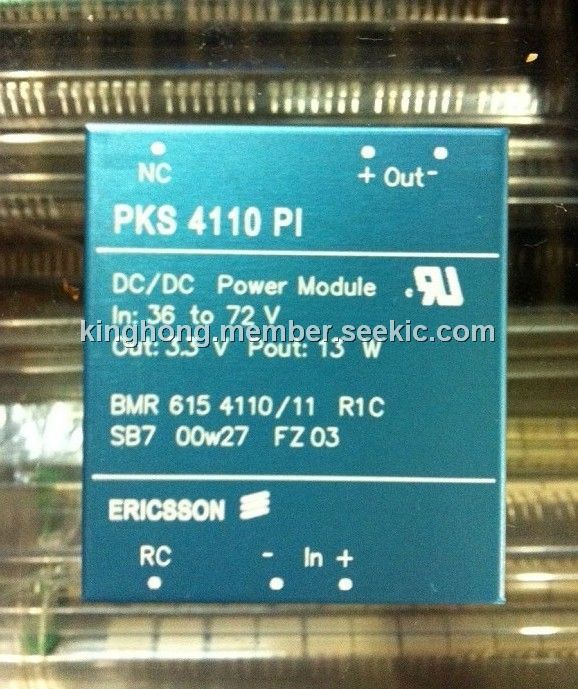 NC
+ Out -
PKS 4110 PI
DC/DC Power Module
In: 36 to 72 V
kinghong.member.seekic.com
Out: 3.3 V Pout: 13 W
BMR 615 4110/11 R1C
SB7 00w27 FZ 03
ERICSSON
RC - In +